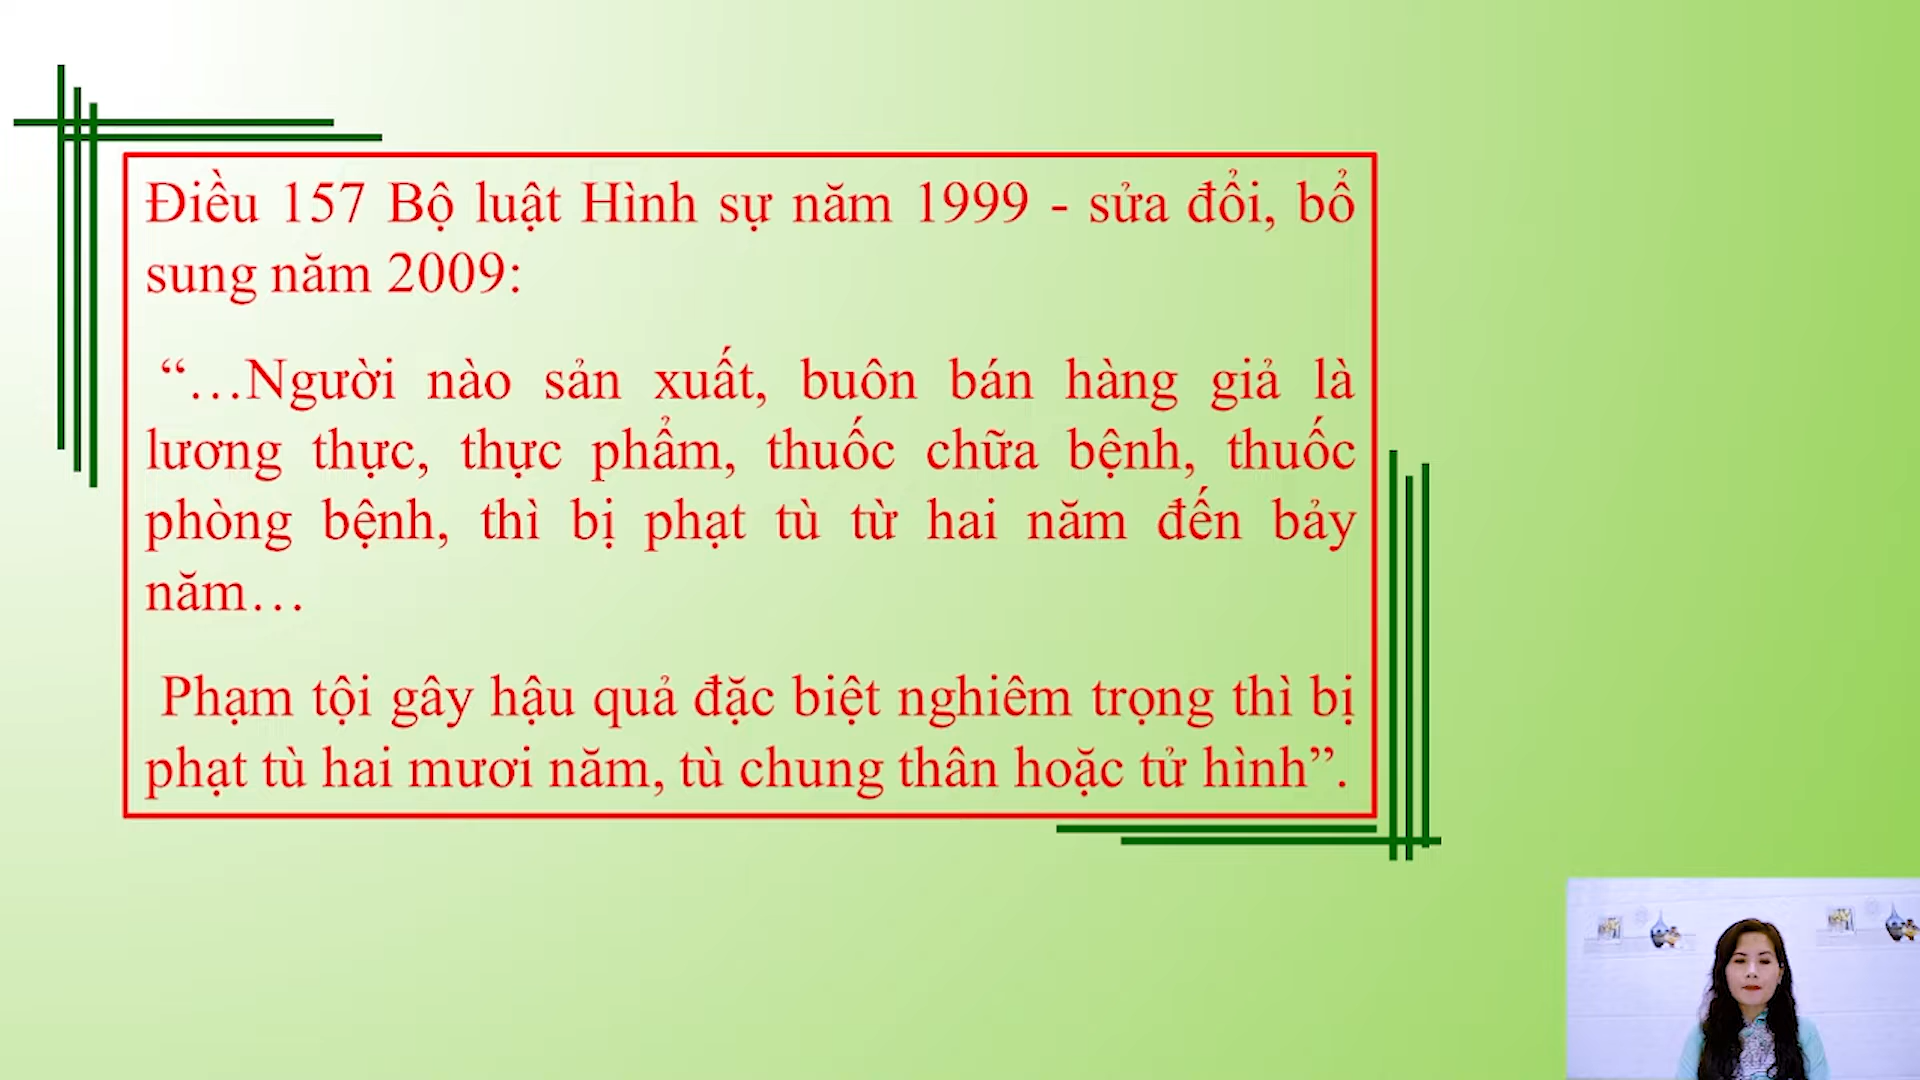 Điều 157 Bộ luật Hình sự năm 1999 - sửa đổi, bổ
sung năm 2009:
“…Người nào sản xuất, buôn bán hàng giả là
lương thực, thực phẩm, thuốc chữa bệnh, thuốc
phòng bệnh, thì bị phạt tù từ hai năm đến bảy
năm…
Phạm tội gây hậu quả đặc biệt nghiêm trọng thì bị
phạt tù hai mươi năm, tù chung thân hoặc tử hình”.